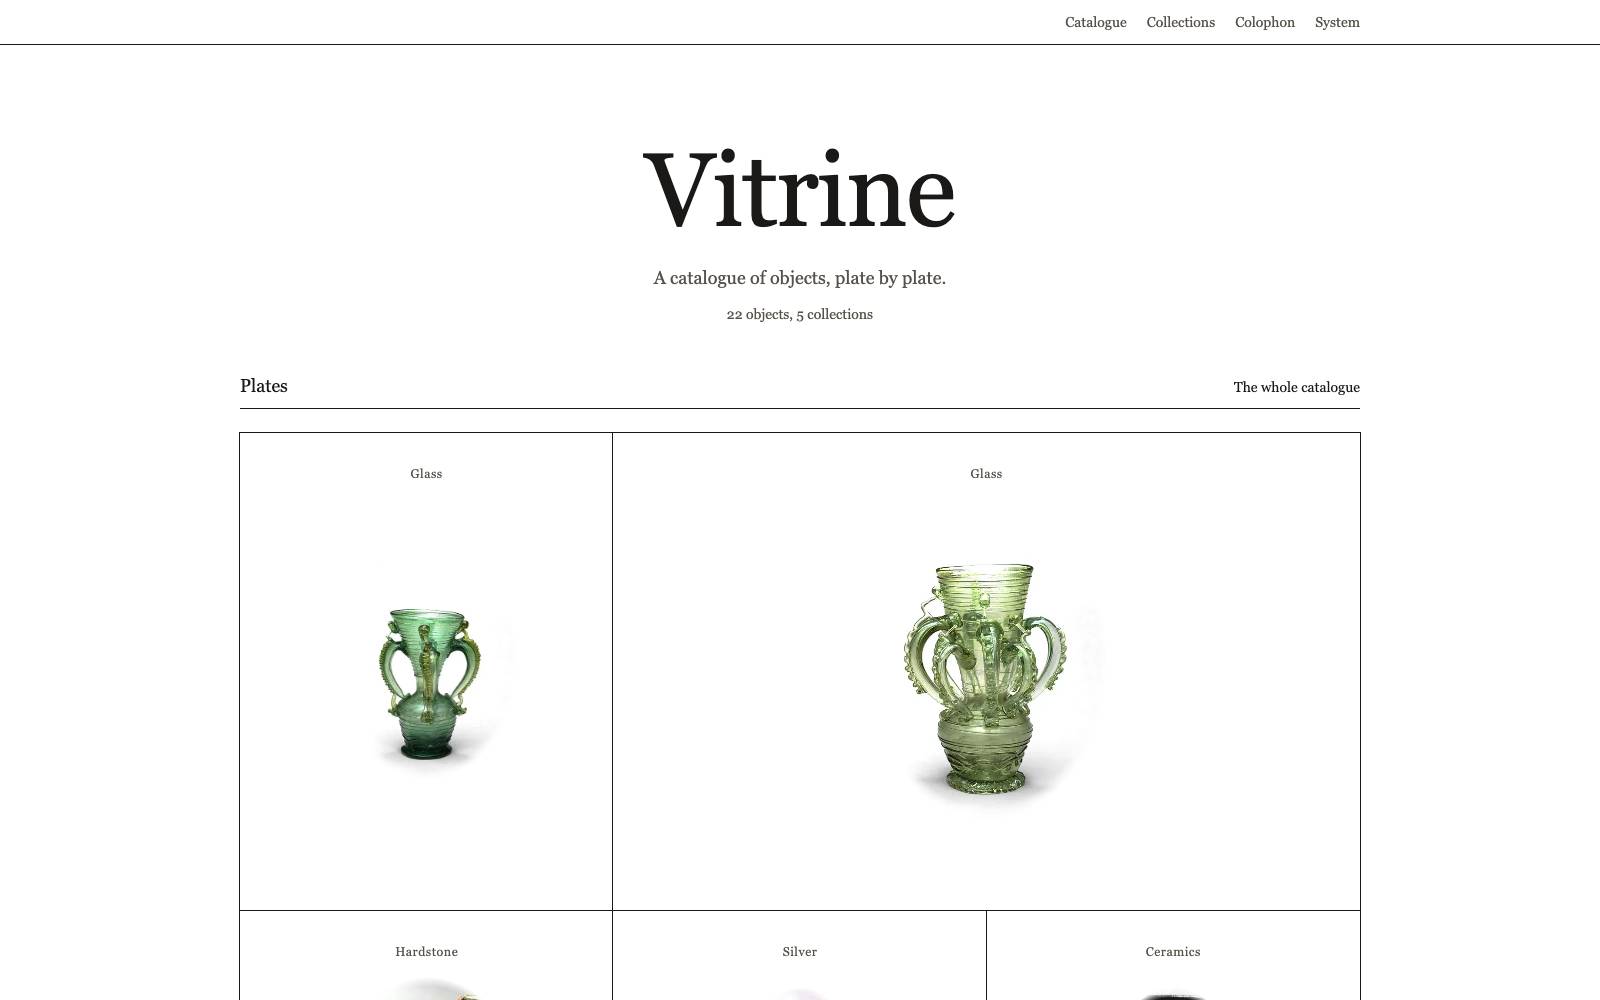 Catalogue Collections Colophon System
Vitrine
A catalogue of objects, plate by plate.
22 objects, 5 collections
Plates The whole catalogue
Glass Glass
Hardstone Silver Ceramics